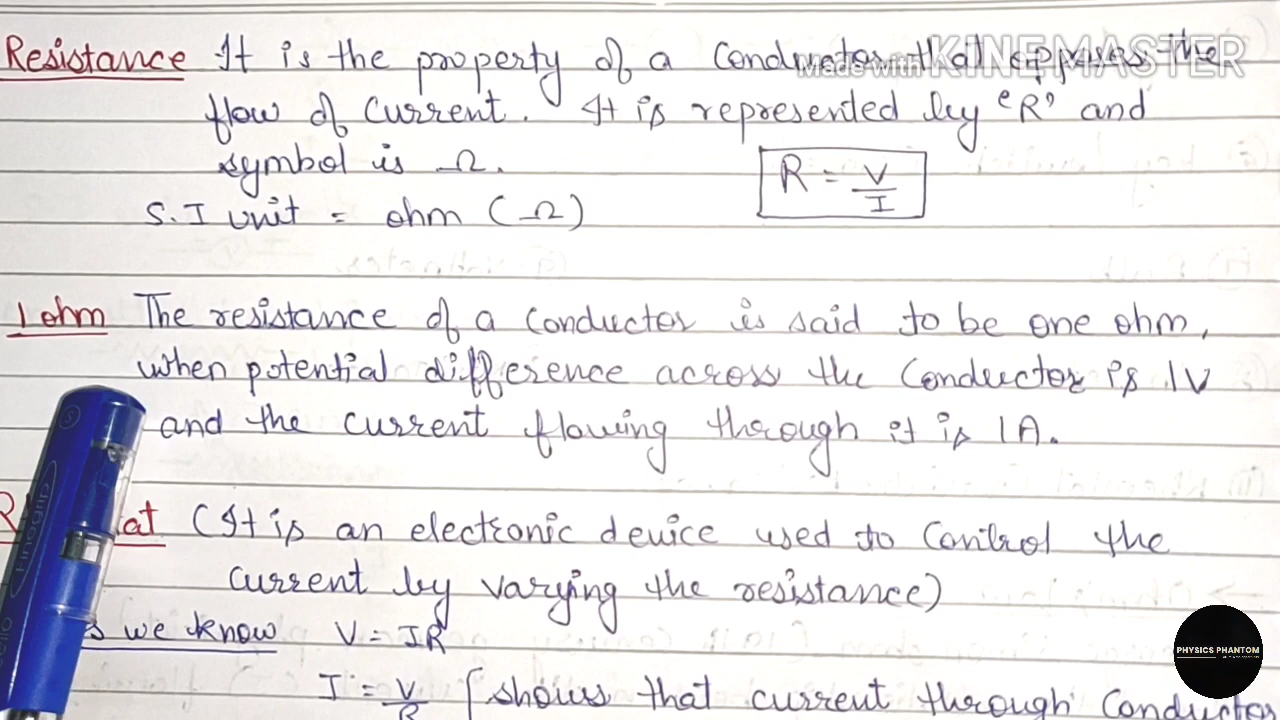 Resistance It is the property of a conductor that opposes the
made with KINEMASTER
flow of current. It is represented by 'R' and
symbol is Ω.
R = V/I
S.I unit = ohm (Ω)
1 ohm The resistance of a conductor is said to be one ohm,
when potential difference across the conductor is 1V
and the current flowing through it is 1A.
(It is an electronic device used to control the
current by varying the resistance)
we know V = IR
I = V/R [shows that current through conductor
PHYSICS PHANTOM